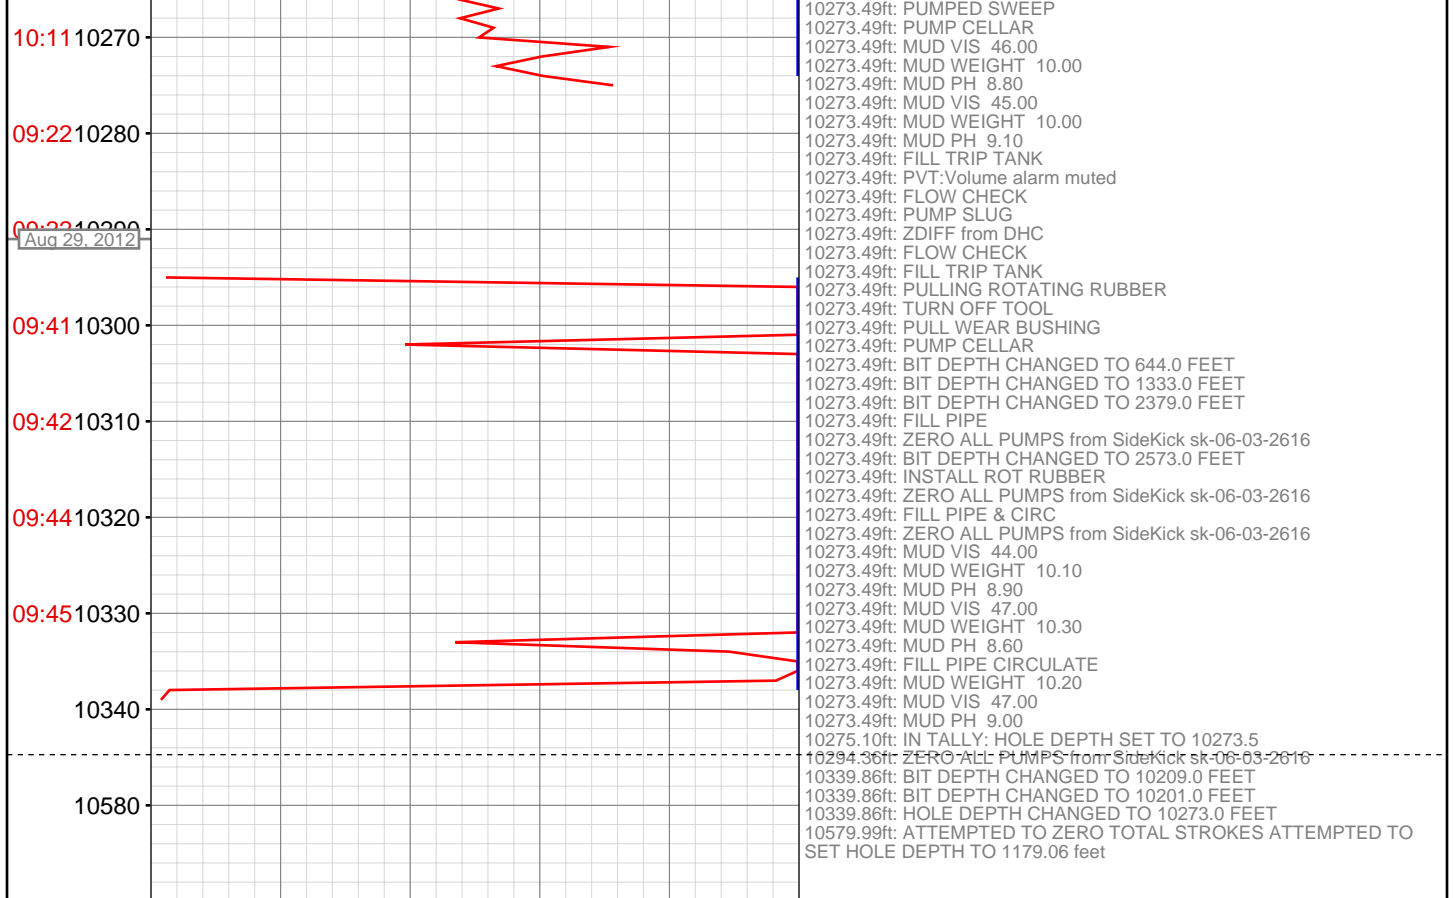 10:11 10270
09:22 10280
09:22 10290
Aug 29, 2012
09:41 10300
09:42 10310
09:44 10320
09:45 10330
10340
10580
10273.49ft: PUMPED SWEEP
10273.49ft: PUMP CELLAR
10273.49ft: MUD VIS  46.00
10273.49ft: MUD WEIGHT  10.00
10273.49ft: MUD PH  8.80
10273.49ft: MUD VIS  45.00
10273.49ft: MUD WEIGHT  10.00
10273.49ft: MUD PH  9.10
10273.49ft: FILL TRIP TANK
10273.49ft: PVT:Volume alarm muted
10273.49ft: FLOW CHECK
10273.49ft: PUMP SLUG
10273.49ft: ZDIFF from DHC
10273.49ft: FLOW CHECK
10273.49ft: FILL TRIP TANK
10273.49ft: PULLING ROTATING RUBBER
10273.49ft: TURN OFF TOOL
10273.49ft: PULL WEAR BUSHING
10273.49ft: PUMP CELLAR
10273.49ft: BIT DEPTH CHANGED TO 644.0 FEET
10273.49ft: BIT DEPTH CHANGED TO 1333.0 FEET
10273.49ft: BIT DEPTH CHANGED TO 2379.0 FEET
10273.49ft: FILL PIPE
10273.49ft: ZERO ALL PUMPS from SideKick sk-06-03-2616
10273.49ft: BIT DEPTH CHANGED TO 2573.0 FEET
10273.49ft: INSTALL ROT RUBBER
10273.49ft: ZERO ALL PUMPS from SideKick sk-06-03-2616
10273.49ft: FILL PIPE & CIRC
10273.49ft: ZERO ALL PUMPS from SideKick sk-06-03-2616
10273.49ft: MUD VIS  44.00
10273.49ft: MUD WEIGHT  10.10
10273.49ft: MUD PH  8.90
10273.49ft: MUD VIS  47.00
10273.49ft: MUD WEIGHT  10.30
10273.49ft: MUD PH  8.60
10273.49ft: FILL PIPE CIRCULATE
10273.49ft: MUD WEIGHT  10.20
10273.49ft: MUD VIS  47.00
10273.49ft: MUD PH  9.00
10275.10ft: IN TALLY: HOLE DEPTH SET TO 10273.5
10294.36ft: ZERO ALL PUMPS from SideKick sk-06-03-2616
10339.86ft: BIT DEPTH CHANGED TO 10209.0 FEET
10339.86ft: BIT DEPTH CHANGED TO 10201.0 FEET
10339.86ft: HOLE DEPTH CHANGED TO 10273.0 FEET
10579.99ft: ATTEMPTED TO ZERO TOTAL STROKES ATTEMPTED TO
SET HOLE DEPTH TO 1179.06 feet